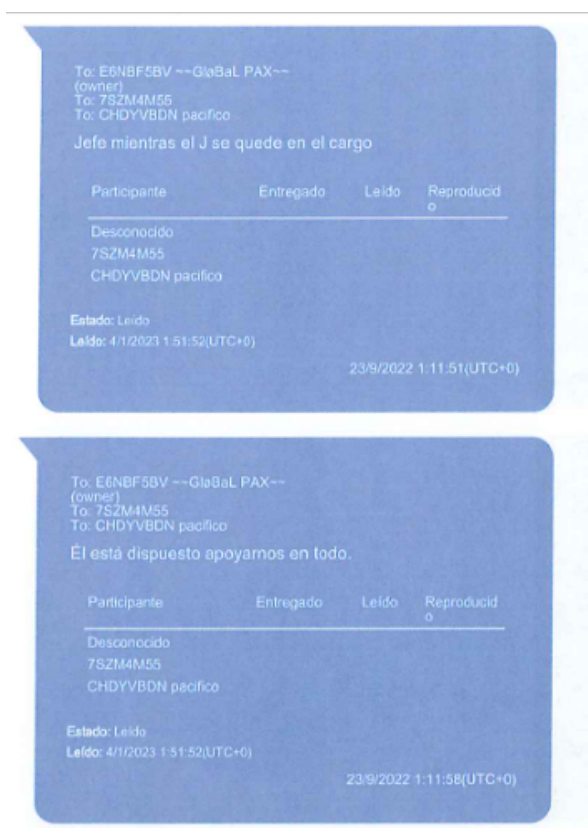 To: E6NBF5BV ~~GløBaL PAX~~
(owner)
To: 7SZM4M55
To: CHDYVBDN pacifico
Jefe mientras el J se quede en el cargo
Participante Entregado Leído Reproducid
o
Desconocido
7SZM4M55
CHDYVBDN pacifico
Estado: Leído
Leído: 4/1/2023 1:51:52(UTC+0)
23/9/2022 1:11:51(UTC+0)
To: E6NBF5BV ~~GløBaL PAX~~
(owner)
To: 7SZM4M55
To: CHDYVBDN pacifico
Él está dispuesto apoyarnos en todo.
Participante Entregado Leído Reproducid
o
Desconocido
7SZM4M55
CHDYVBDN pacifico
Estado: Leído
Leído: 4/1/2023 1:51:52(UTC+0)
23/9/2022 1:11:58(UTC+0)